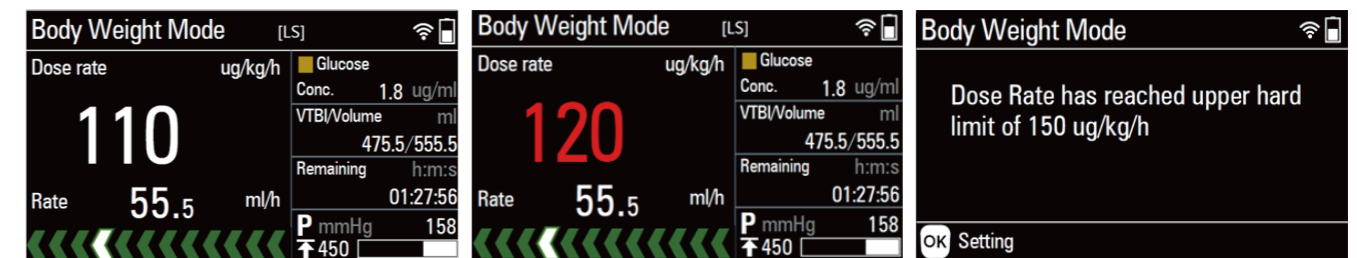 Body Weight Mode [LS]
Dose rate ug/kg/h
110
Rate 55.5 ml/h
Glucose
Conc. 1.8 ug/ml
VTBI/Volume ml
475.5/555.5
Remaining h:m:s
01:27:56
P mmHg 158
450
Body Weight Mode [LS]
Dose rate ug/kg/h
120
Rate 55.5 ml/h
Glucose
Conc. 1.8 ug/ml
VTBI/Volume ml
475.5/555.5
Remaining h:m:s
01:27:56
P mmHg 158
450
Body Weight Mode
Dose Rate has reached upper hard
limit of 150 ug/kg/h
OK Setting